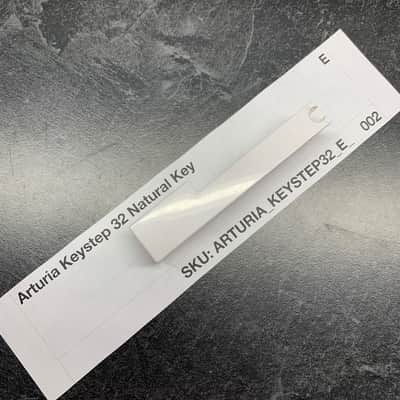 E
Arturia Keystep 32 Natural Key
SKU: ARTURIA_KEYSTEP32_E_ 002